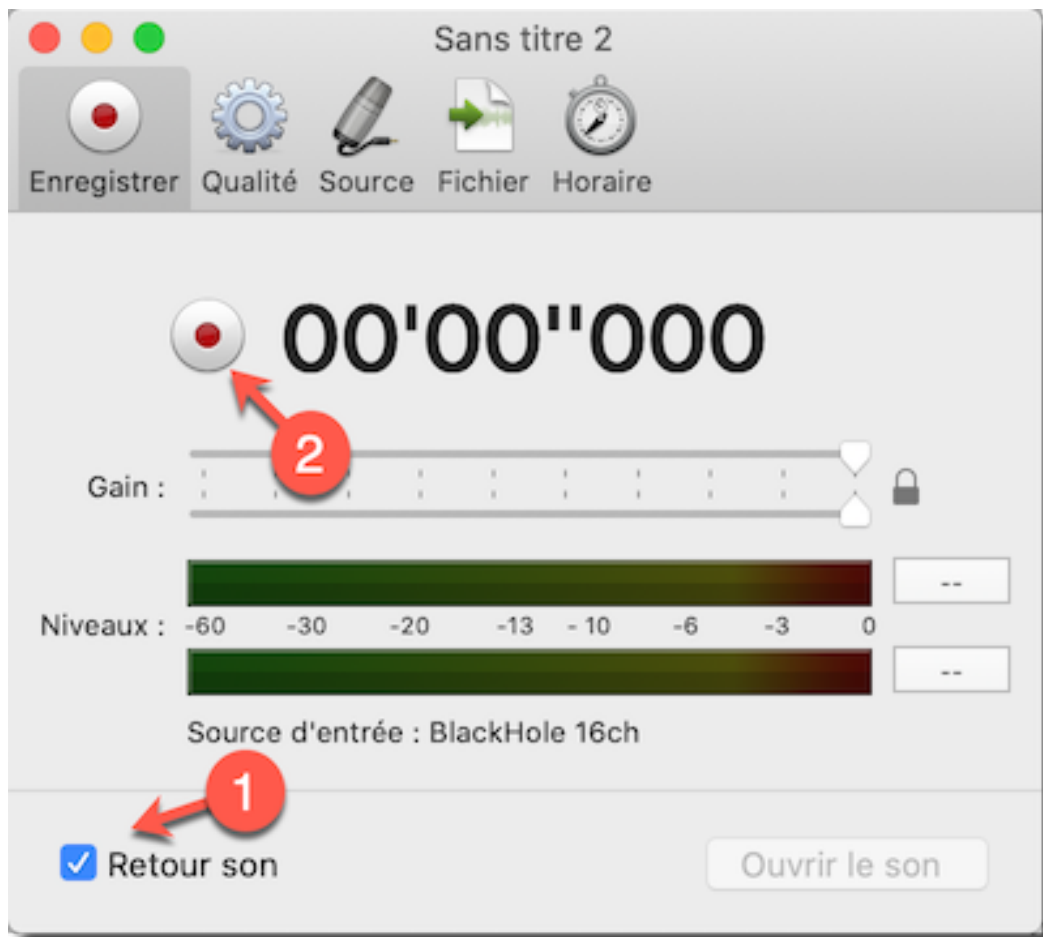 Sans titre 2
Enregistrer Qualité Source Fichier Horaire
00'00''000
2
Gain :
--
Niveaux : -60 -30 -20 -13 - 10 -6 -3 0
--
Source d'entrée : BlackHole 16ch
1
Retour son Ouvrir le son